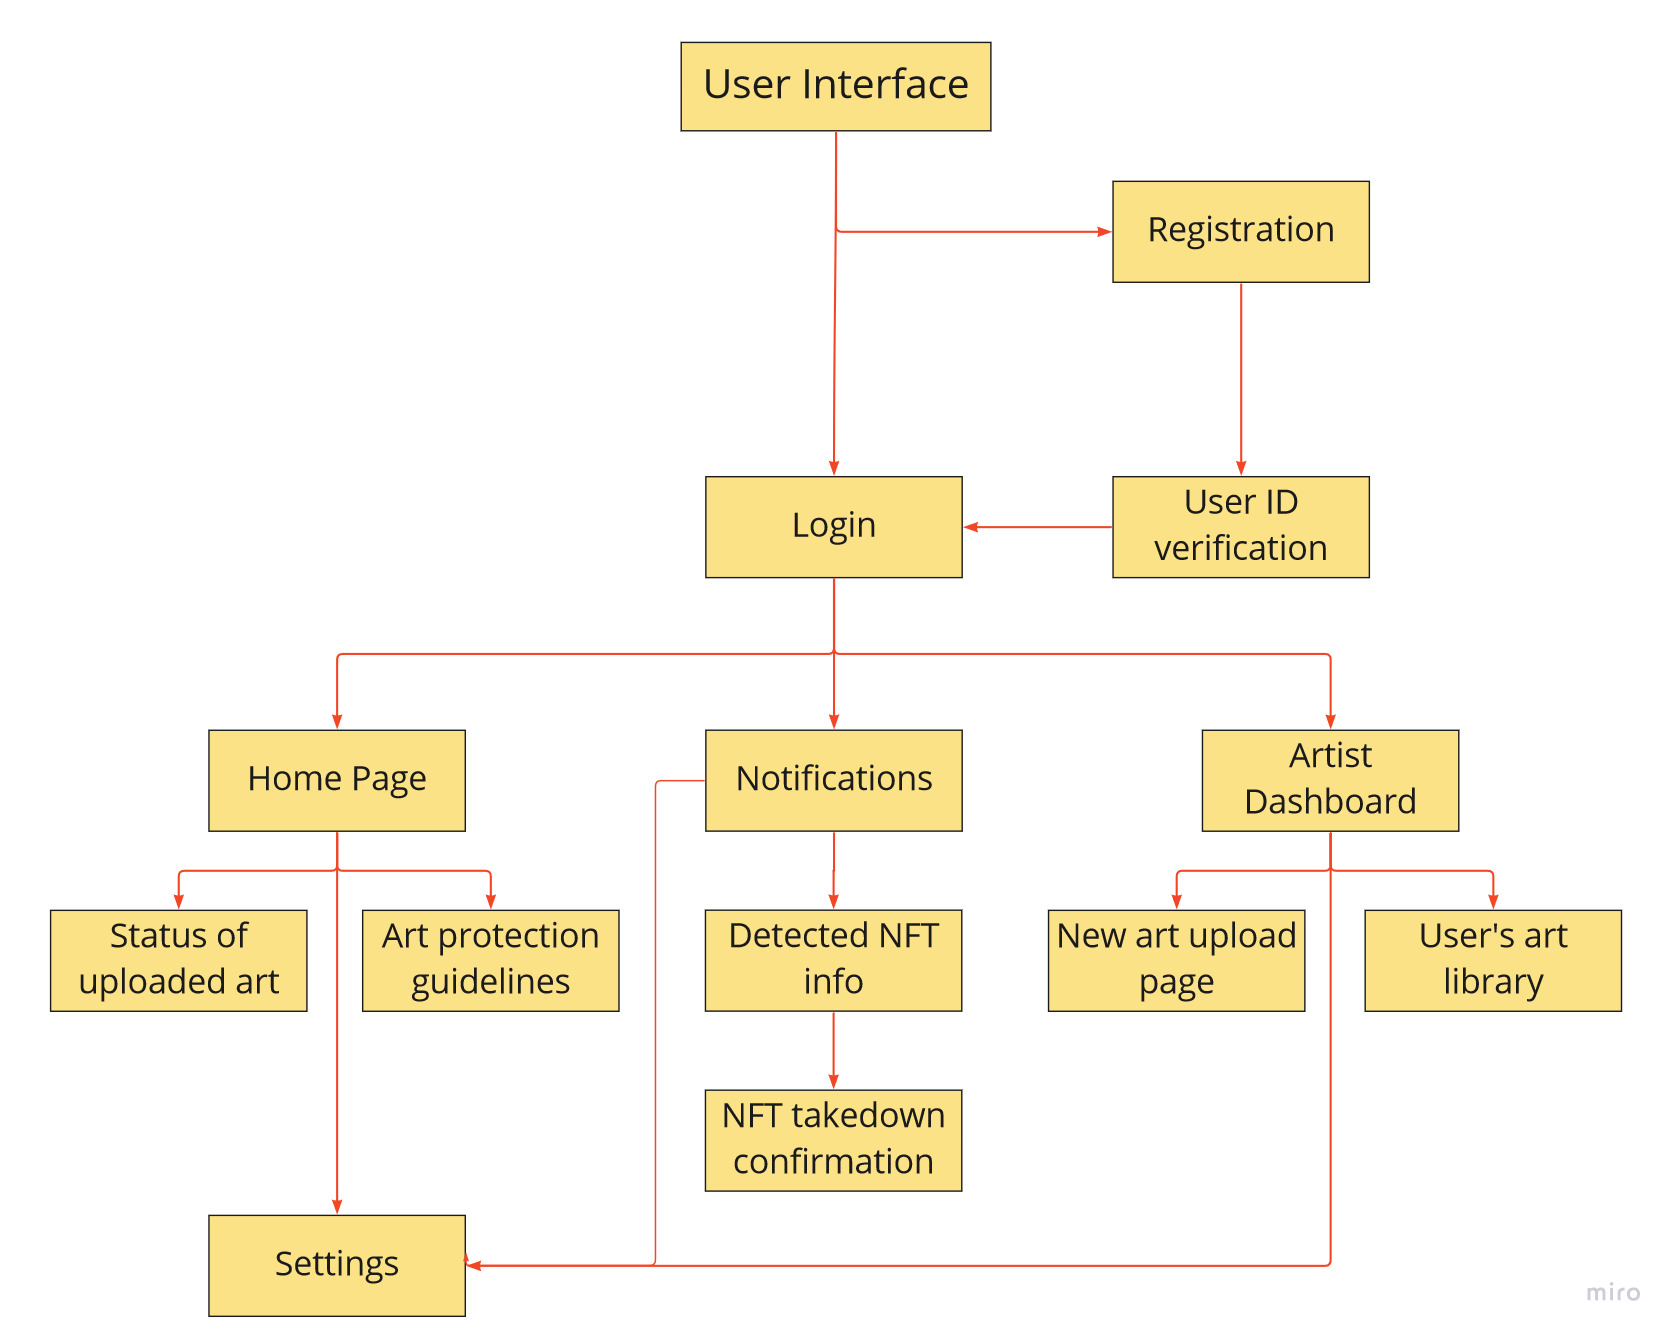 User Interface
Registration
Login
User ID
verification
Home Page
Notifications
Artist
Dashboard
Status of
uploaded art
Art protection
guidelines
Detected NFT
info
New art upload
page
User's art
library
NFT takedown
confirmation
Settings
miro